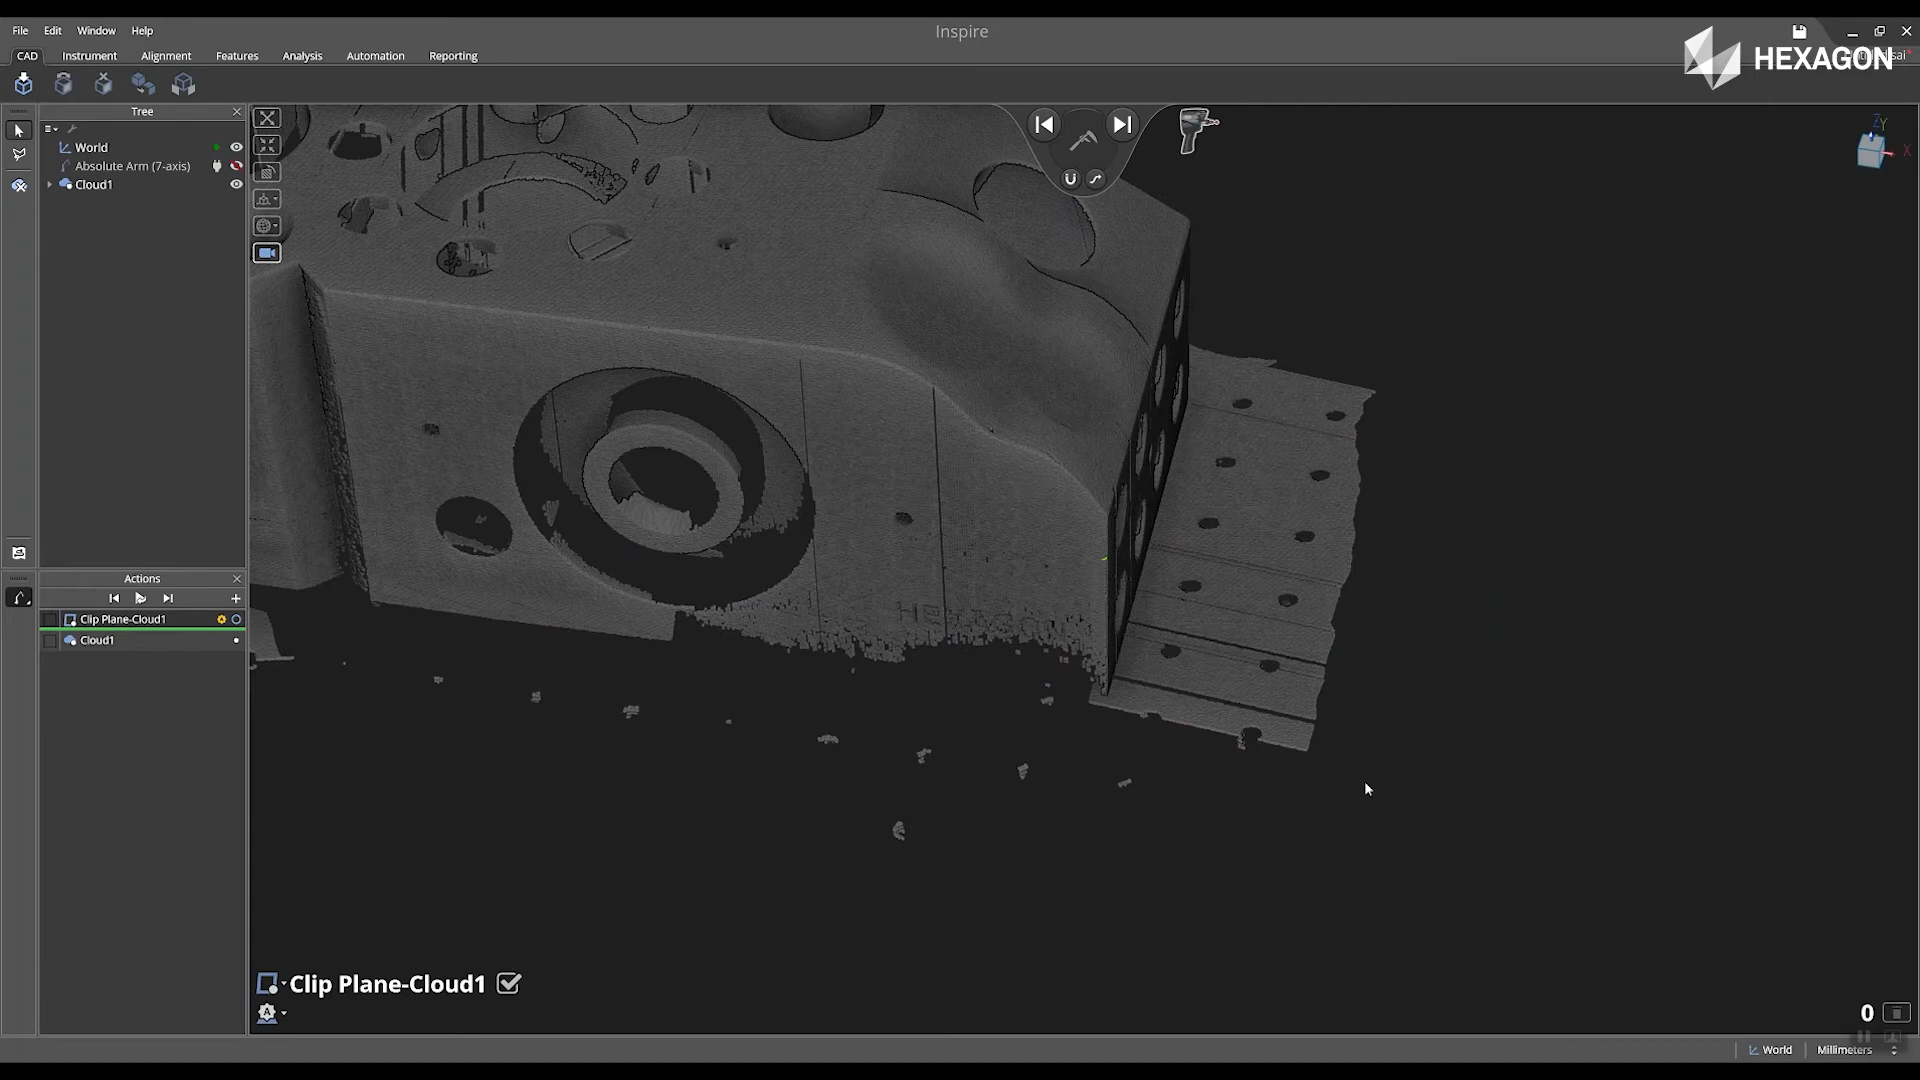 File Edit Window Help
Inspire
HEXAGON
CAD Instrument Alignment Features Analysis Automation Reporting
Tree
World
Absolute Arm (7-axis)
Cloud1
Z Y
X
Actions
Clip Plane-Cloud1
Cloud1
HEXAGON
Clip Plane-Cloud1
0
World Millimeters